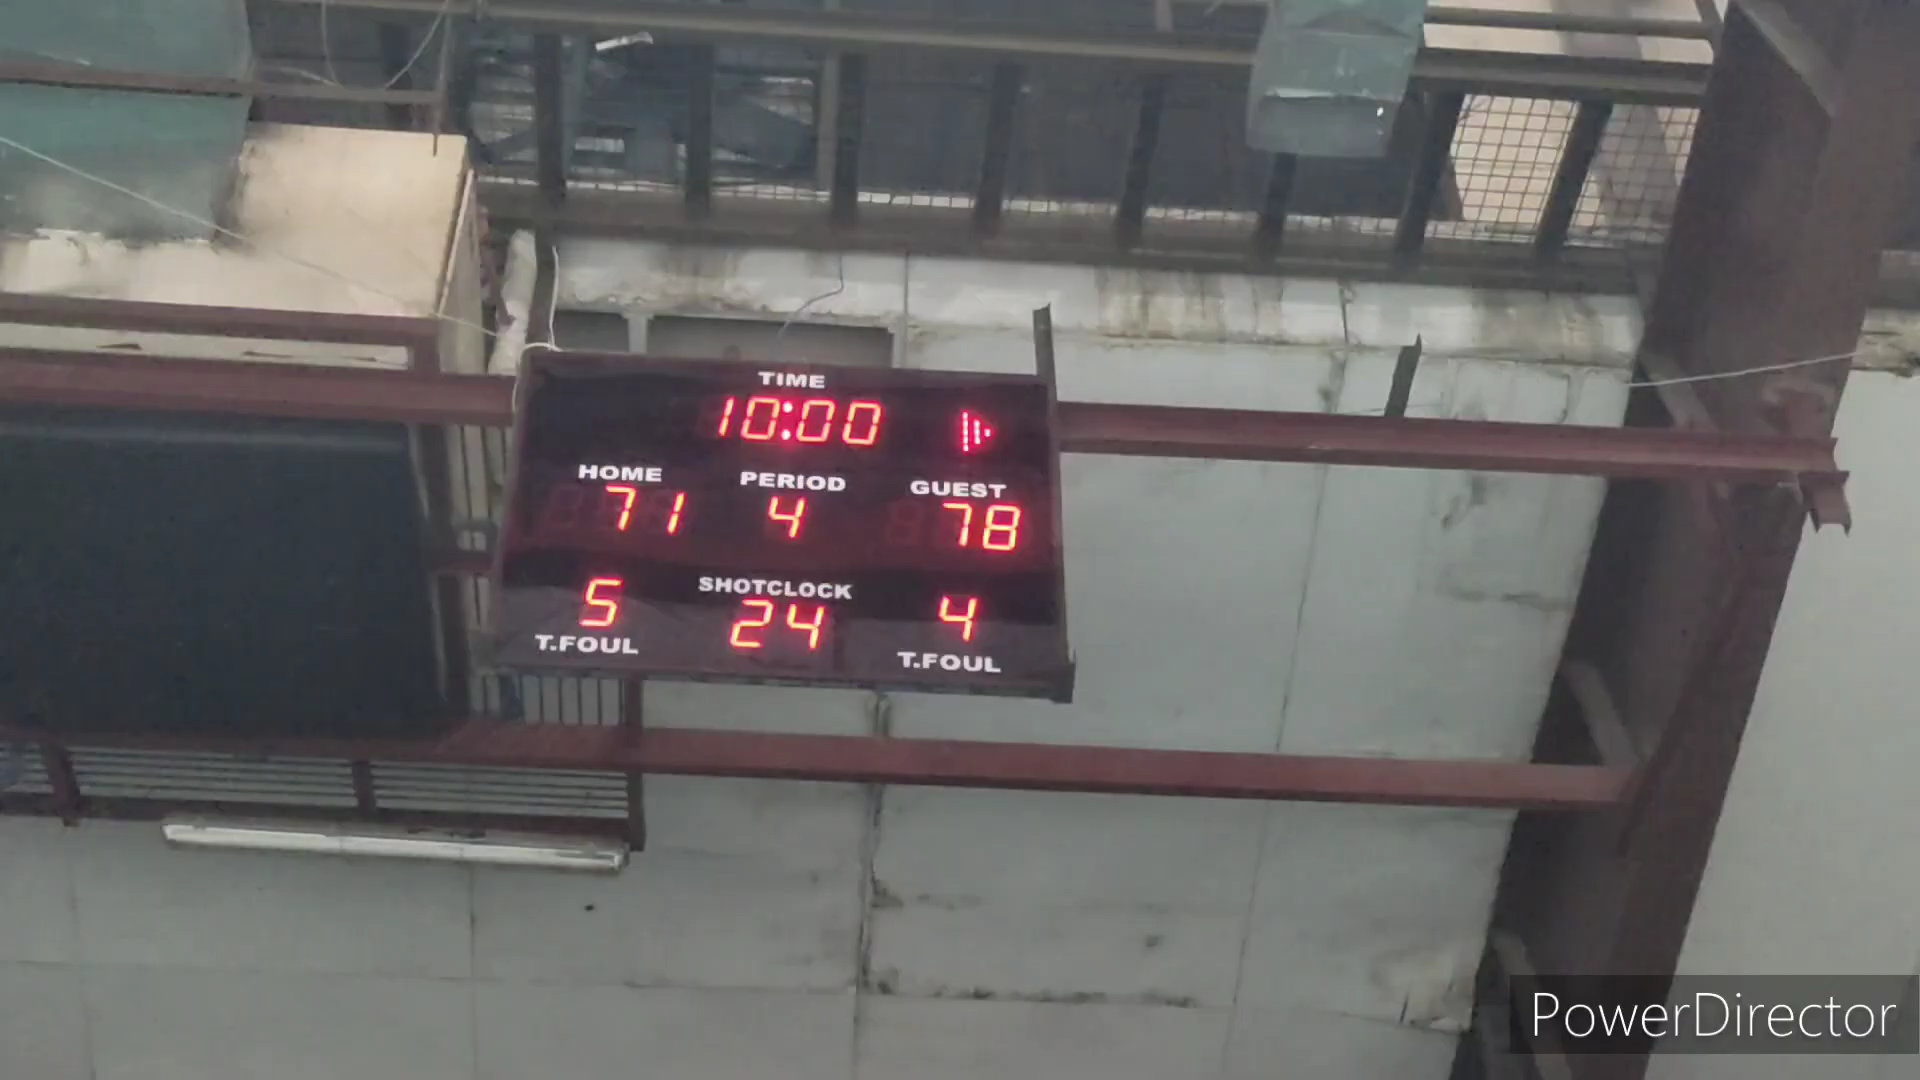 TIME
10:00
HOME PERIOD GUEST
71 4 78
SHOTCLOCK
5 24 4
T.FOUL T.FOUL
PowerDirector